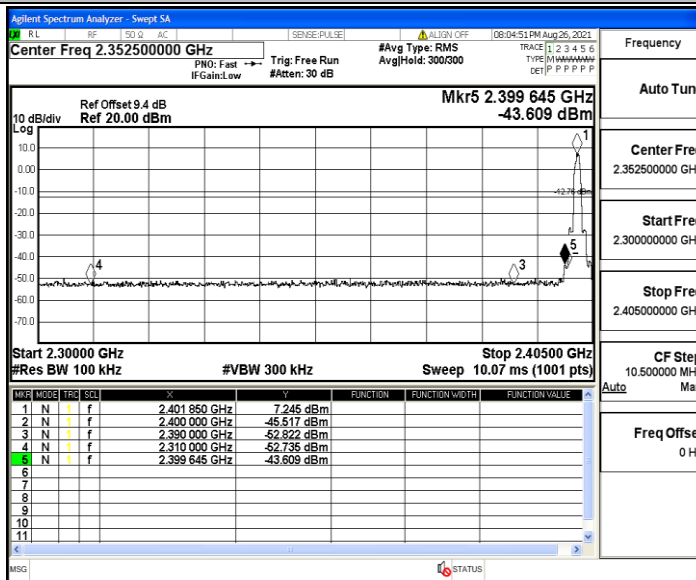 Agilent Spectrum Analyzer - Swept SA
LXI RL RF 50 Ω AC SENSE:PULSE ALIGN OFF 08:04:51 PM Aug 26, 2021
Center Freq 2.352500000 GHz
PNO: Fast
IFGain:Low
Trig: Free Run
#Atten: 30 dB
#Avg Type: RMS
Avg|Hold: 300/300
TRACE 1 2 3 4 5 6
TYPE M WWWWW
DET P P P P P P
Ref Offset 9.4 dB
10 dB/div Ref 20.00 dBm
Log
Mkr5 2.399 645 GHz
-43.609 dBm
10.0
0.00
-10.0
-20.0
-30.0
-40.0
-50.0
-60.0
-70.0
1
-12.76 dBm
5
4
3
Start 2.30000 GHz Stop 2.40500 GHz
#Res BW 100 kHz #VBW 300 kHz Sweep 10.07 ms (1001 pts)
MKR MODE TRC SCL X Y FUNCTION FUNCTION WIDTH FUNCTION VALUE
1 N 1 f 2.401 850 GHz 7.245 dBm
2 N 1 f 2.400 000 GHz -45.517 dBm
3 N 1 f 2.390 000 GHz -52.822 dBm
4 N 1 f 2.310 000 GHz -52.735 dBm
5 N 1 f 2.399 645 GHz -43.609 dBm
6
7
8
9
10
11
MSG STATUS
Frequency
Auto Tun
Center Fre
2.352500000 GH
Start Fre
2.300000000 GH
Stop Fre
2.405000000 GH
CF Ste
10.500000 MH
Auto Ma
Freq Offse
0 H